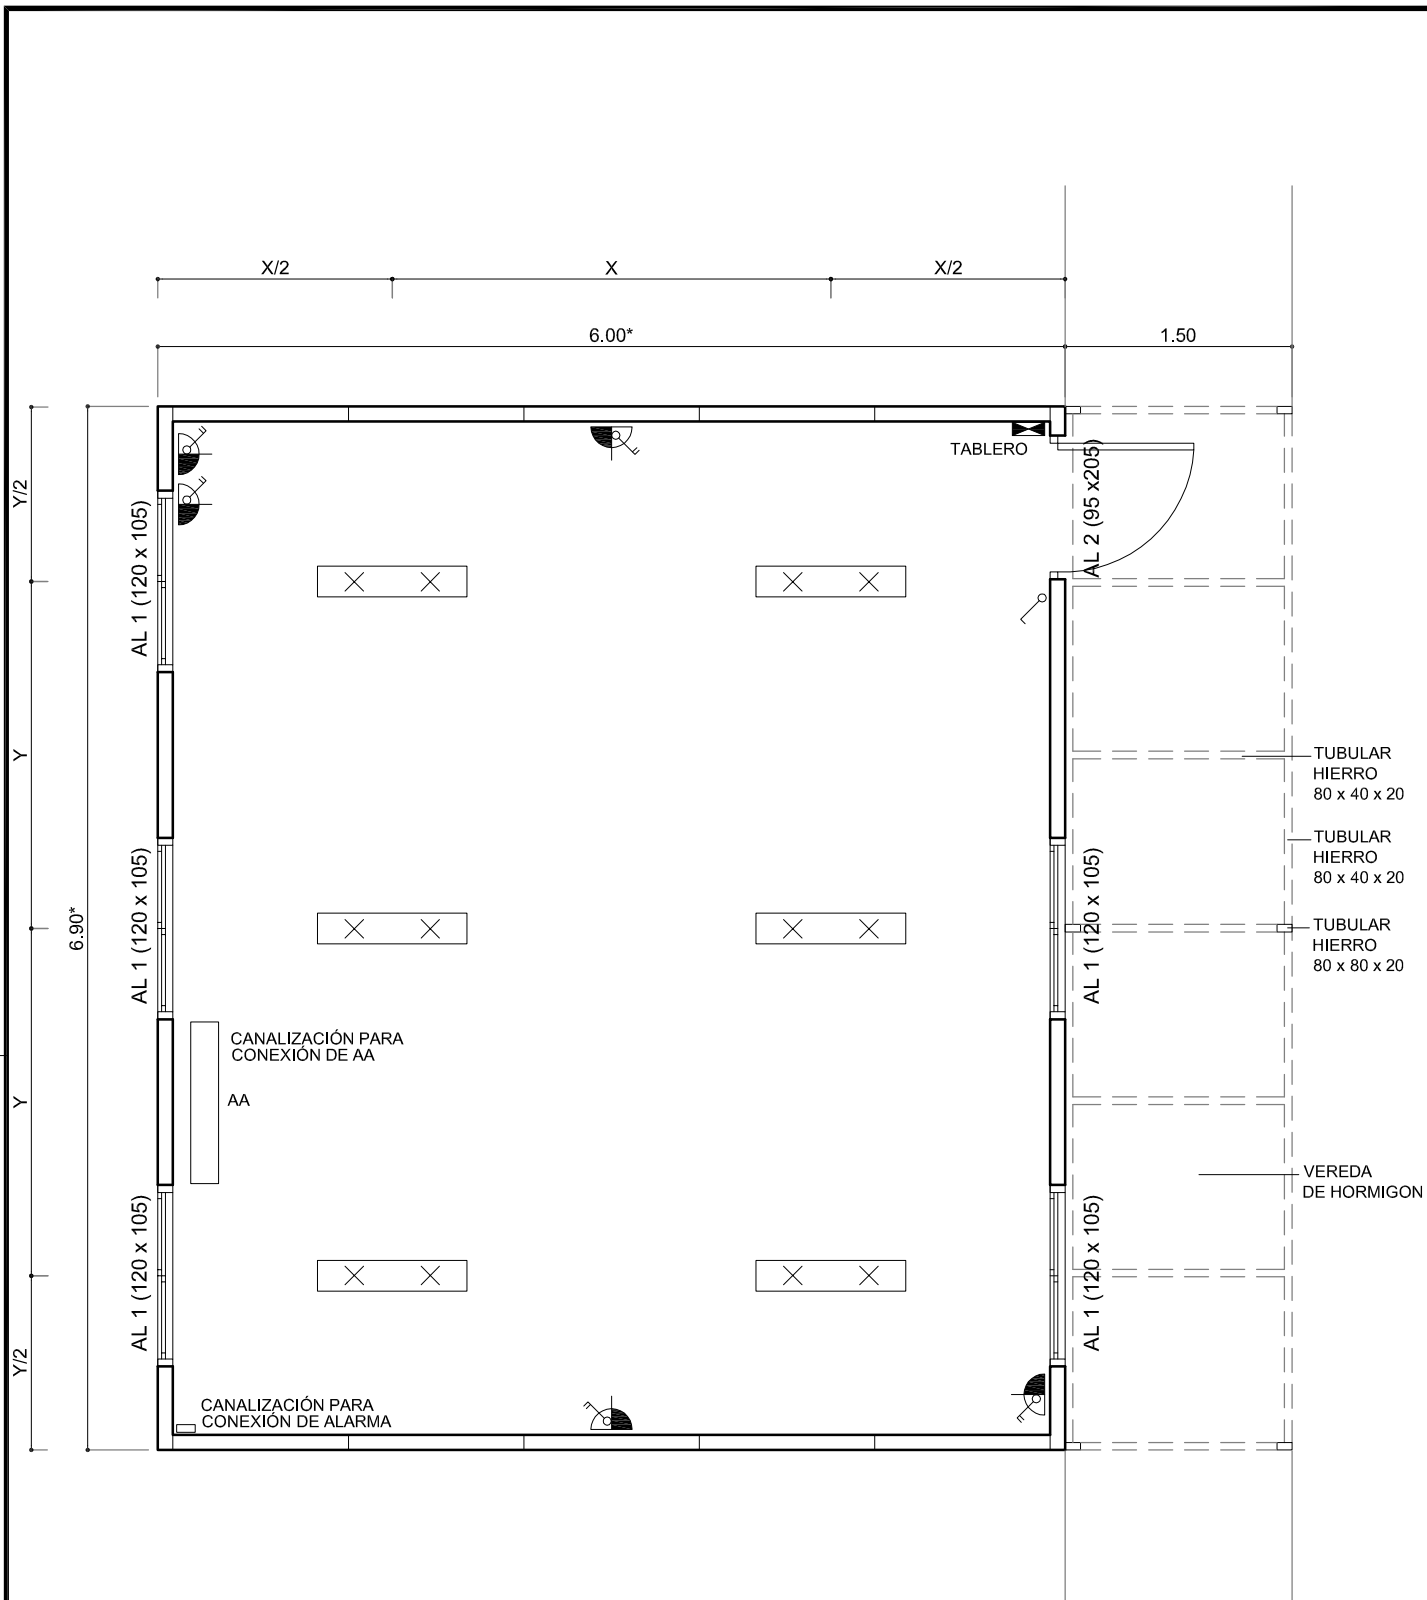 X/2
X
X/2
6.00*
1.50
TABLERO
Y/2
AL 1 (120 x 105)
AL 2 (95 x205)
Y
TUBULAR
HIERRO
80 x 40 x 20
TUBULAR
HIERRO
80 x 40 x 20
6.90*
AL 1 (120 x 105)
AL 1 (120 x 105)
TUBULAR
HIERRO
80 x 80 x 20
CANALIZACIÓN PARA
CONEXIÓN DE AA
AA
Y
VEREDA
DE HORMIGON
AL 1 (120 x 105)
AL 1 (120 x 105)
Y/2
CANALIZACIÓN PARA
CONEXIÓN DE ALARMA